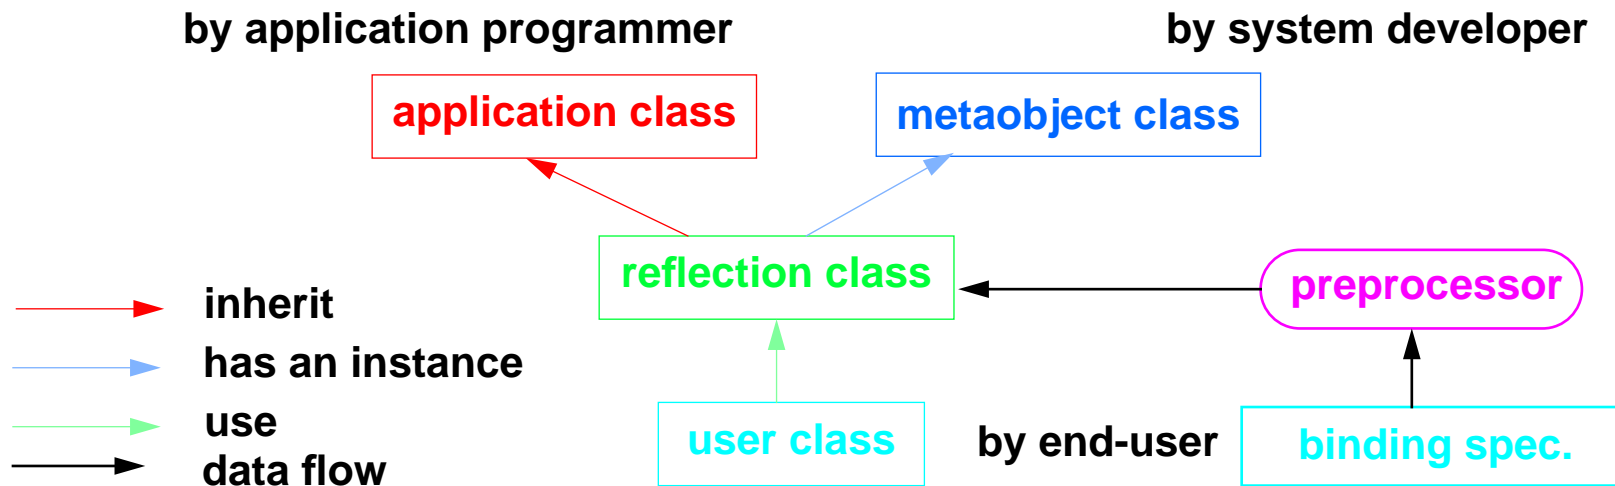 by application programmer
by system developer
application class
metaobject class
reflection class
preprocessor
inherit
has an instance
use
data flow
user class
by end-user
binding spec.